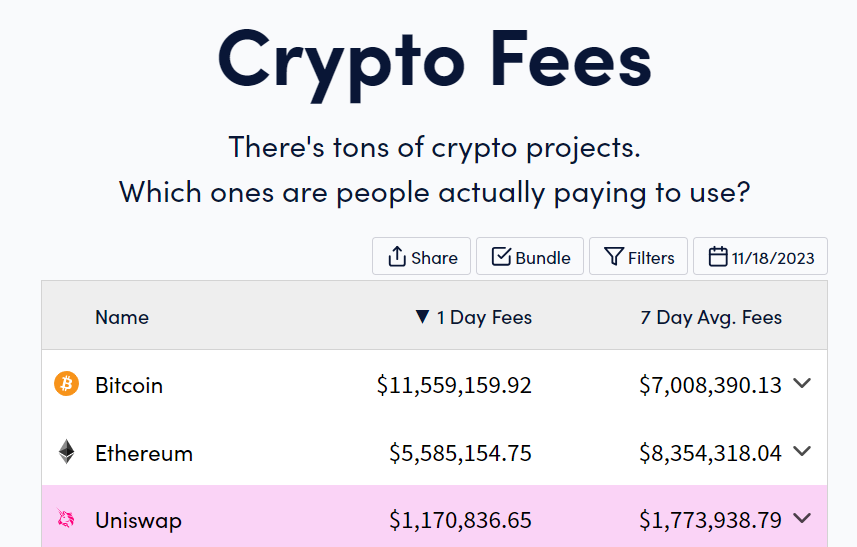 Crypto Fees
There's tons of crypto projects.
Which ones are people actually paying to use?
Share Bundle Filters 11/18/2023
Name ▼ 1 Day Fees 7 Day Avg. Fees
Bitcoin $11,559,159.92 $7,008,390.13
Ethereum $5,585,154.75 $8,354,318.04
Uniswap $1,170,836.65 $1,773,938.79